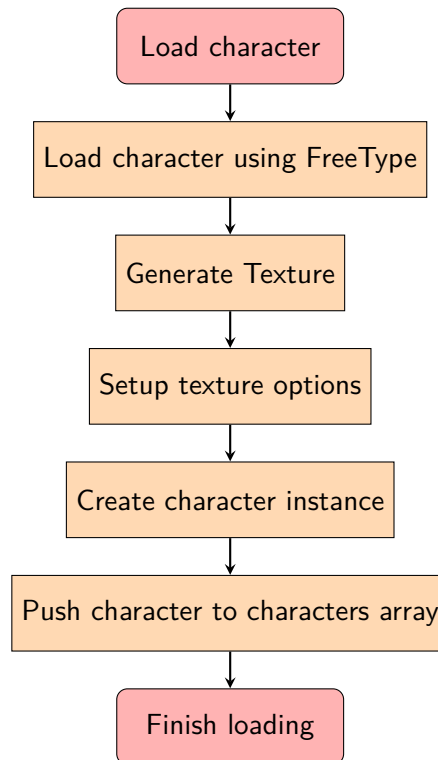 Load character
Load character using FreeType
Generate Texture
Setup texture options
Create character instance
Push character to characters array
Finish loading